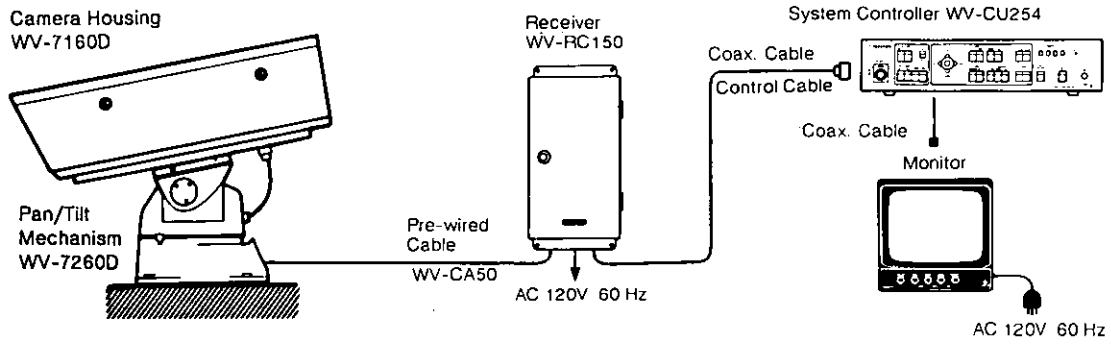 Camera Housing
WV-7160D
Receiver
WV-RC150
System Controller WV-CU254
Coax. Cable
Control Cable
Coax. Cable
Monitor
Pan/Tilt
Mechanism
WV-7260D
Pre-wired
Cable
WV-CA50
AC 120V 60 Hz
AC 120V 60 Hz